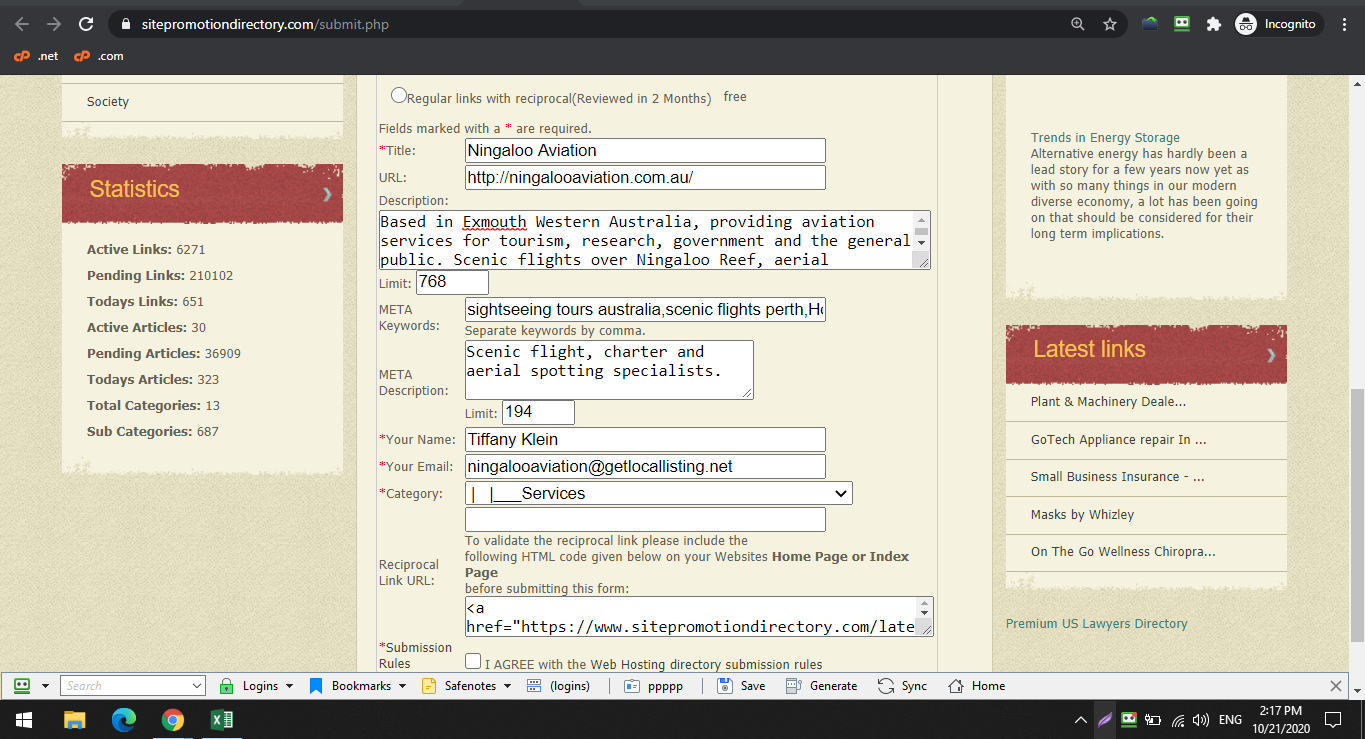 sitepromotiondirectory.com/submit.php
Incognito
cP .net
cP .com
Society
Statistics
Active Links: 6271
Pending Links: 210102
Todays Links: 651
Active Articles: 30
Pending Articles: 36909
Todays Articles: 323
Total Categories: 13
Sub Categories: 687
Regular links with reciprocal(Reviewed in 2 Months) free
Fields marked with a * are required.
*Title: Ningaloo Aviation
URL: http://ningalooaviation.com.au/
Description:
Based in Exmouth Western Australia, providing aviation
services for tourism, research, government and the general
public. Scenic flights over Ningaloo Reef, aerial
Limit: 768
META Keywords: sightseeing tours australia,scenic flights perth,Ho
Separate keywords by comma.
META Description: Scenic flight, charter and
aerial spotting specialists.
Limit: 194
*Your Name: Tiffany Klein
*Your Email: ningalooaviation@getlocallisting.net
*Category: | |___Services
Reciprocal Link URL:
To validate the reciprocal link please include the
following HTML code given below on your Websites Home Page or Index
Page
before submitting this form:
<a
href="https://www.sitepromotiondirectory.com/late
*Submission Rules
I AGREE with the Web Hosting directory submission rules
Trends in Energy Storage
Alternative energy has hardly been a
lead story for a few years now yet as
with so many things in our modern
diverse economy, a lot has been going
on that should be considered for their
long term implications.
Latest links
Plant & Machinery Deale...
GoTech Appliance repair In ...
Small Business Insurance - ...
Masks by Whizley
On The Go Wellness Chiropra...
Premium US Lawyers Directory
Search
Logins
Bookmarks
Safenotes
(logins)
ppppp
Save
Generate
Sync
Home
ENG
2:17 PM
10/21/2020